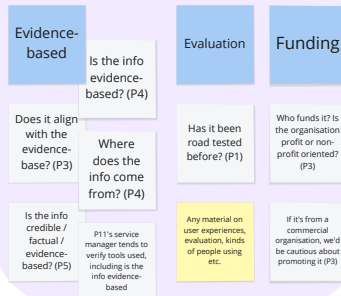 Evidence-
based
Is the info
evidence-
based? (P4)
Does it align
with the
evidence-
base? (P3)
Where
does the
info come
from? (P4)
Is the info
credible /
factual /
evidence-
based? (P5)
P11's service
manager tends to
verify tools used,
including is the
info evidence-
based
Evaluation
Has it been
road tested
before? (P1)
Any material on
user experiences,
evaluation, kinds
of people using
etc.
Funding
Who funds it? Is
the organisation
profit or non-
profit oriented?
(P3)
If it's from a
commercial
organisation, we'd
be cautious about
promoting it (P3)